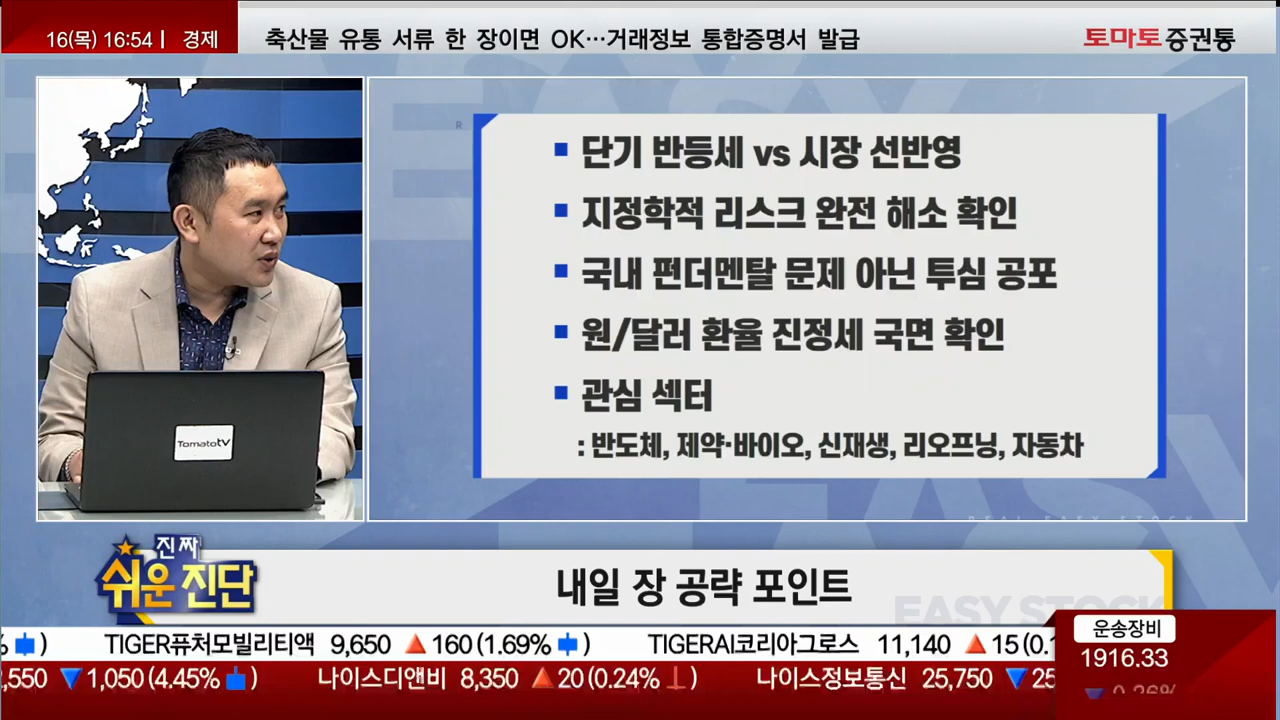 16(목) 16:54 | 경제
축산물 유통 서류 한 장이면 OK…거래정보 통합증명서 발급
토마토증권통
단기 반등세 vs 시장 선반영
지정학적 리스크 완전 해소 확인
국내 펀더멘탈 문제 아닌 투심 공포
원/달러 환율 진정세 국면 확인
관심 섹터
: 반도체, 제약·바이오, 신재생, 리오프닝, 자동차
TomatoTV
REAL EASY STOCK
진짜
쉬운 진단
내일 장 공략 포인트
EASY STOCK
% ) TIGER퓨처모빌리티액 9,650 ▲160(1.69% ) TIGERAI코리아그로스 11,140 ▲15(0.1
운송장비
1916.33
,550 ▼1,050(4.45% ) 나이스디앤비 8,350 ▲20(0.24% ) 나이스정보통신 25,750 ▼25